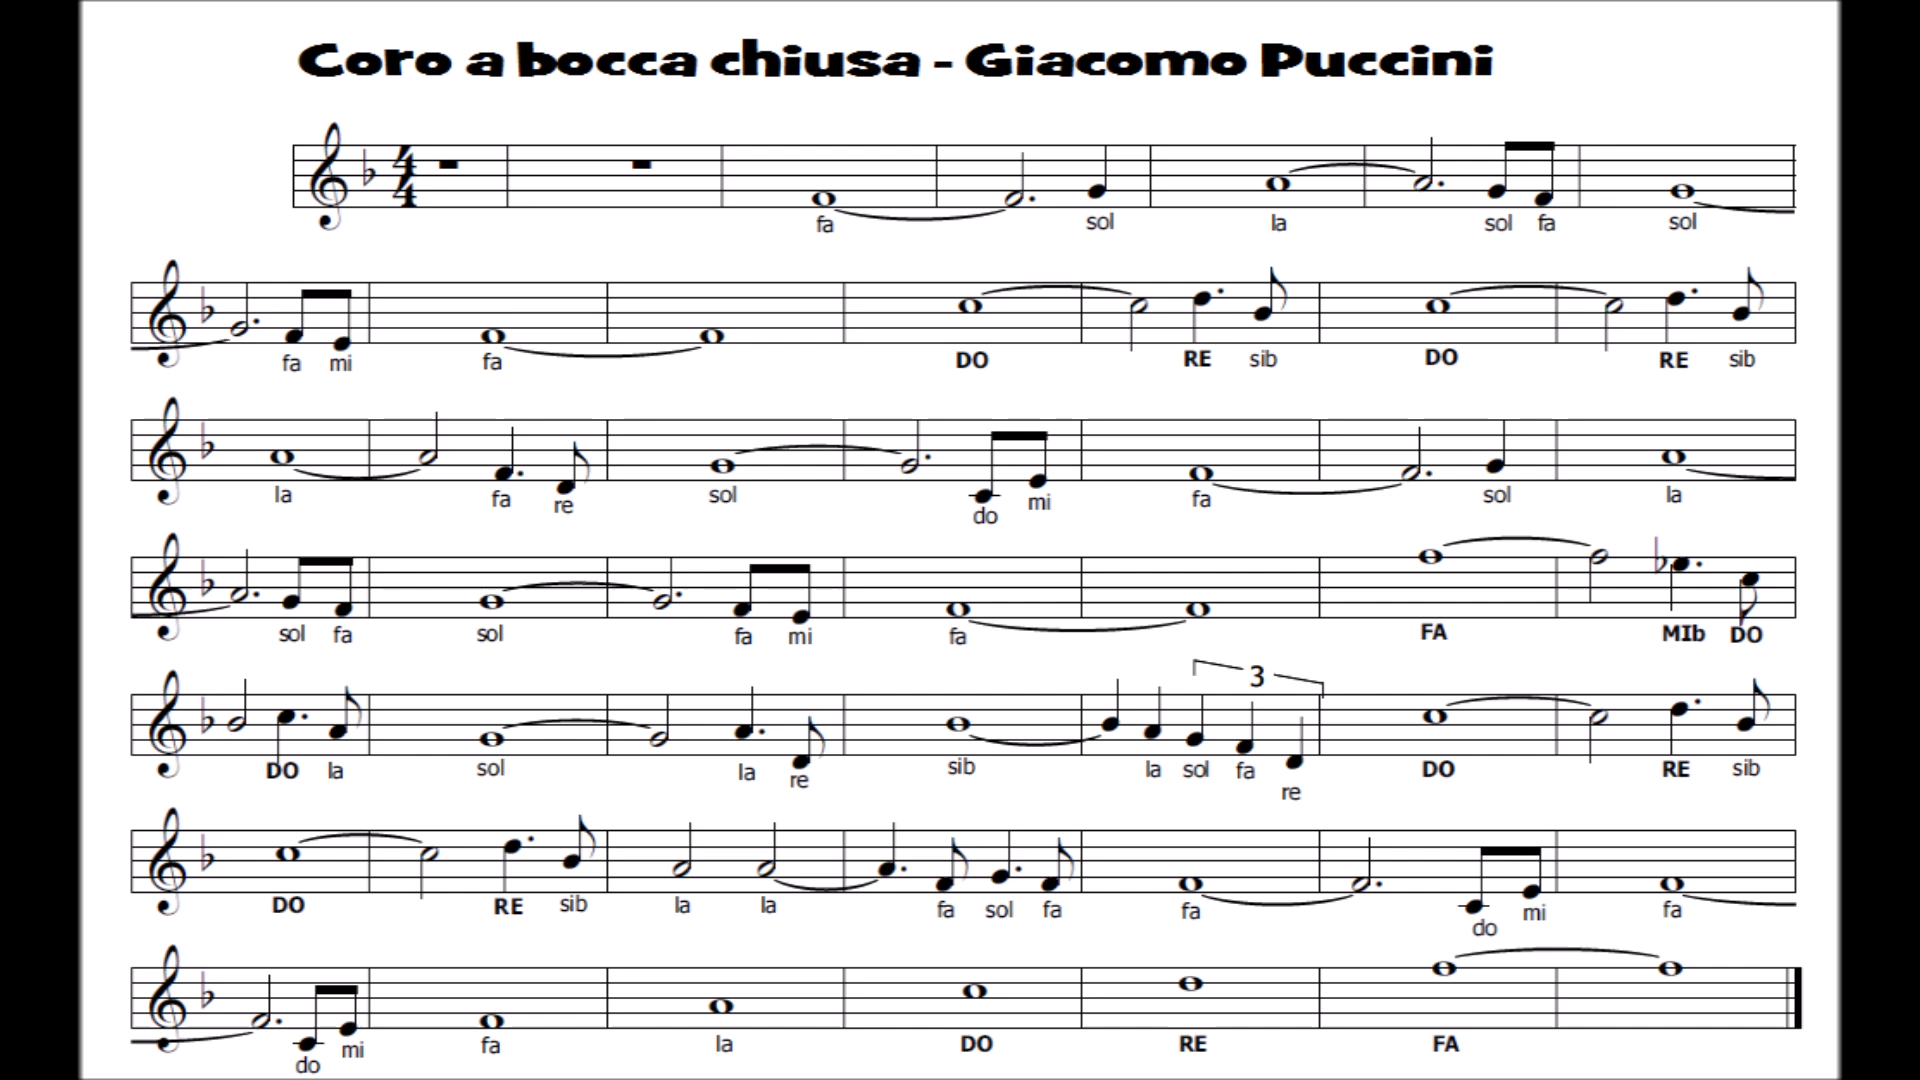 Coro a bocca chiusa - Giacomo Puccini
4
4
fa sol la sol fa sol
fa mi fa DO RE sib DO RE sib
la fa re sol do mi fa sol la
sol fa sol fa mi fa FA MIb DO
3
DO la sol la re sib la sol fa re DO RE sib
DO RE sib la la fa sol fa fa do mi fa
do mi fa la DO RE FA